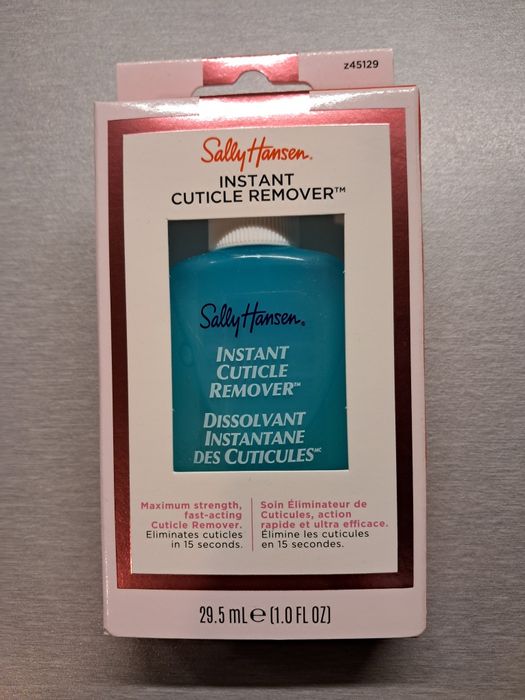 z45129
Sally Hansen®
INSTANT
CUTICLE REMOVER™
Sally Hansen®
INSTANT
CUTICLE
REMOVER™
DISSOLVANT
INSTANTANE
DES CUTICULES MC
Maximum strength,
fast-acting
Cuticle Remover.
Eliminates cuticles
in 15 seconds.
Soin Éliminateur de
Cuticules, action
rapide et ultra efficace.
Élimine les cuticules
en 15 secondes.
29.5 mL ℮ (1.0 FL OZ)